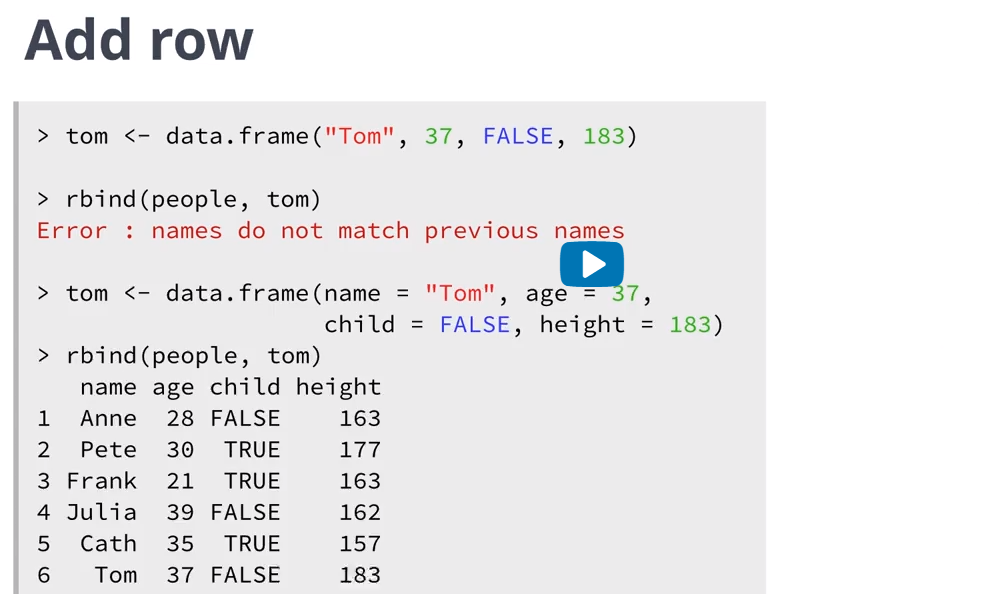 Add row
> tom <- data.frame("Tom", 37, FALSE, 183)
> rbind(people, tom)
Error : names do not match previous names
> tom <- data.frame(name = "Tom", age = 37,
child = FALSE, height = 183)
> rbind(people, tom)
name age child height
1 Anne 28 FALSE 163
2 Pete 30 TRUE 177
3 Frank 21 TRUE 163
4 Julia 39 FALSE 162
5 Cath 35 TRUE 157
6 Tom 37 FALSE 183